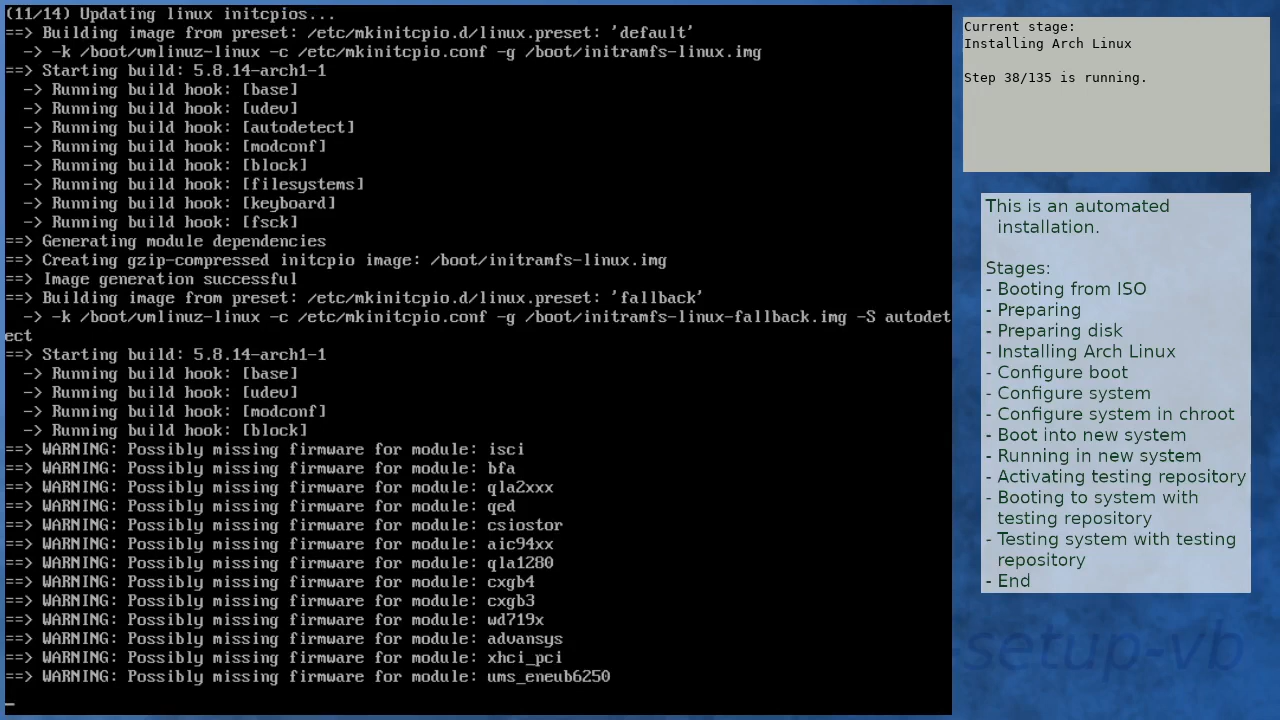 (11/14) Updating linux initcpios...
==> Building image from preset: /etc/mkinitcpio.d/linux.preset: 'default'
  -> -k /boot/vmlinuz-linux -c /etc/mkinitcpio.conf -g /boot/initramfs-linux.img
==> Starting build: 5.8.14-arch1-1
  -> Running build hook: [base]
  -> Running build hook: [udev]
  -> Running build hook: [autodetect]
  -> Running build hook: [modconf]
  -> Running build hook: [block]
  -> Running build hook: [filesystems]
  -> Running build hook: [keyboard]
  -> Running build hook: [fsck]
==> Generating module dependencies
==> Creating gzip-compressed initcpio image: /boot/initramfs-linux.img
==> Image generation successful
==> Building image from preset: /etc/mkinitcpio.d/linux.preset: 'fallback'
  -> -k /boot/vmlinuz-linux -c /etc/mkinitcpio.conf -g /boot/initramfs-linux-fallback.img -S autodet
ect
==> Starting build: 5.8.14-arch1-1
  -> Running build hook: [base]
  -> Running build hook: [udev]
  -> Running build hook: [modconf]
  -> Running build hook: [block]
==> WARNING: Possibly missing firmware for module: isci
==> WARNING: Possibly missing firmware for module: bfa
==> WARNING: Possibly missing firmware for module: qla2xxx
==> WARNING: Possibly missing firmware for module: qed
==> WARNING: Possibly missing firmware for module: csiostor
==> WARNING: Possibly missing firmware for module: aic94xx
==> WARNING: Possibly missing firmware for module: qla1280
==> WARNING: Possibly missing firmware for module: cxgb4
==> WARNING: Possibly missing firmware for module: cxgb3
==> WARNING: Possibly missing firmware for module: wd719x
==> WARNING: Possibly missing firmware for module: advansys
==> WARNING: Possibly missing firmware for module: xhci_pci
==> WARNING: Possibly missing firmware for module: ums_eneub6250
Current stage:
Installing Arch Linux
Step 38/135 is running.
This is an automated
installation.
Stages:
- Booting from ISO
- Preparing
- Preparing disk
- Installing Arch Linux
- Configure boot
- Configure system
- Configure system in chroot
- Boot into new system
- Running in new system
- Activating testing repository
- Booting to system with
testing repository
- Testing system with testing
repository
- End
setup-vb